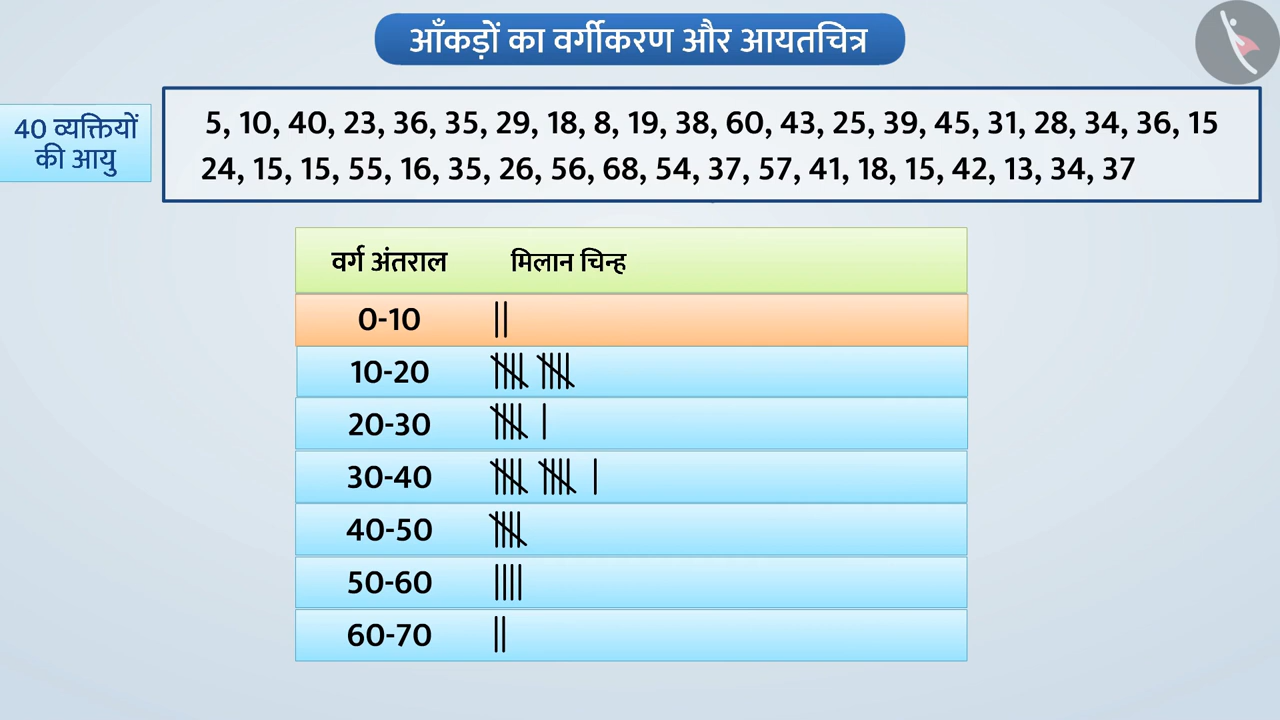 आँकड़ों का वर्गीकरण और आयतचित्र
40 व्यक्तियों
की आयु
5, 10, 40, 23, 36, 35, 29, 18, 8, 19, 38, 60, 43, 25, 39, 45, 31, 28, 34, 36, 15
24, 15, 15, 55, 16, 35, 26, 56, 68, 54, 37, 57, 41, 18, 15, 42, 13, 34, 37
वर्ग अंतराल मिलान चिन्ह
0-10
10-20
20-30
30-40
40-50
50-60
60-70